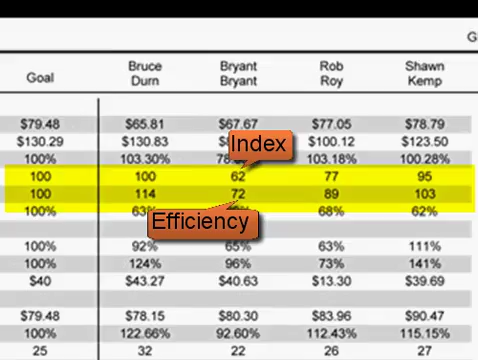 Goal Bruce Durn Bryant Bryant Rob Roy Shawn Kemp
$79.48 $65.81 $67.67 $77.05 $78.79
$130.29 $130.83 $100.12 $123.50
100% 103.30% 103.18% 100.28%
Index
100 100 62 77 95
100 114 72 89 103
100% 68% 62%
Efficiency
100% 92% 65% 63% 111%
100% 124% 96% 73% 141%
$40 $43.27 $40.63 $13.30 $39.69
$79.48 $78.15 $80.30 $83.96 $90.47
100% 122.66% 92.60% 112.43% 115.15%
25 32 22 26 27